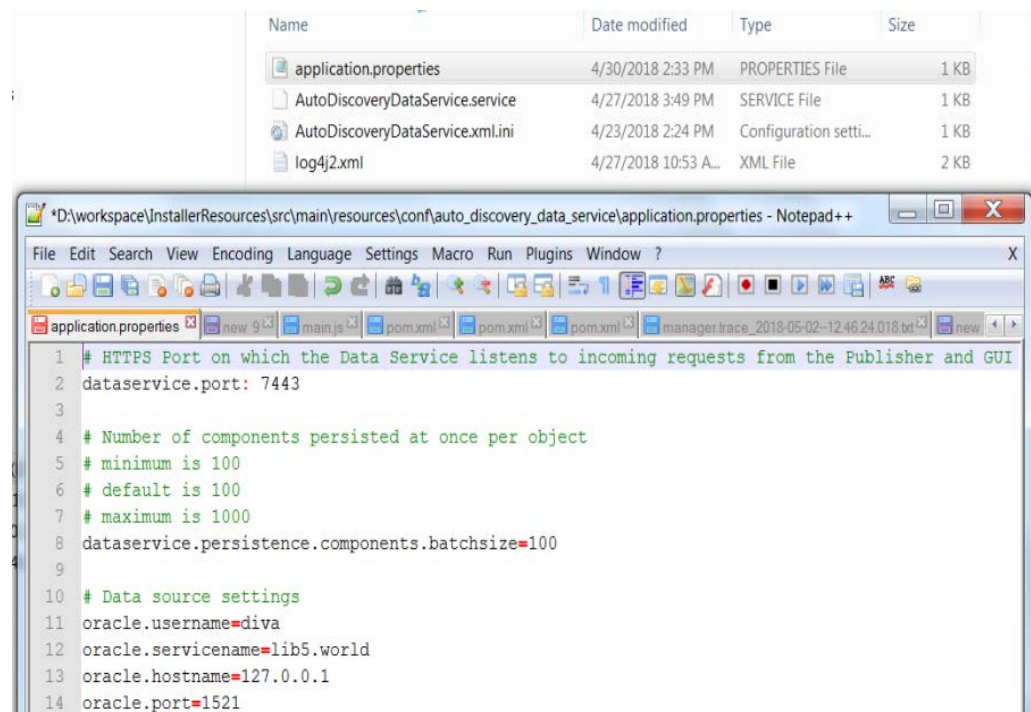 Name Date modified Type Size
application.properties 4/30/2018 2:33 PM PROPERTIES File 1 KB
AutoDiscoveryDataService.service 4/27/2018 3:49 PM SERVICE File 1 KB
AutoDiscoveryDataService.xml.ini 4/23/2018 2:24 PM Configuration setti... 1 KB
log4j2.xml 4/27/2018 10:53 A... XML File 2 KB
*D:\workspace\InstallerResources\src\main\resources\conf\auto_discovery_data_service\application.properties - Notepad++
File Edit Search View Encoding Language Settings Macro Run Plugins Window ? X
application.properties new 9 main.js pom.xml pom.xml pom.xml manager.trace_2018-05-02--12.46.24.018.txt new
1 # HTTPS Port on which the Data Service listens to incoming requests from the Publisher and GUI
2 dataservice.port: 7443
3
4 # Number of components persisted at once per object
5 # minimum is 100
6 # default is 100
7 # maximum is 1000
8 dataservice.persistence.components.batchsize=100
9
10 # Data source settings
11 oracle.username=diva
12 oracle.servicename=lib5.world
13 oracle.hostname=127.0.0.1
14 oracle.port=1521